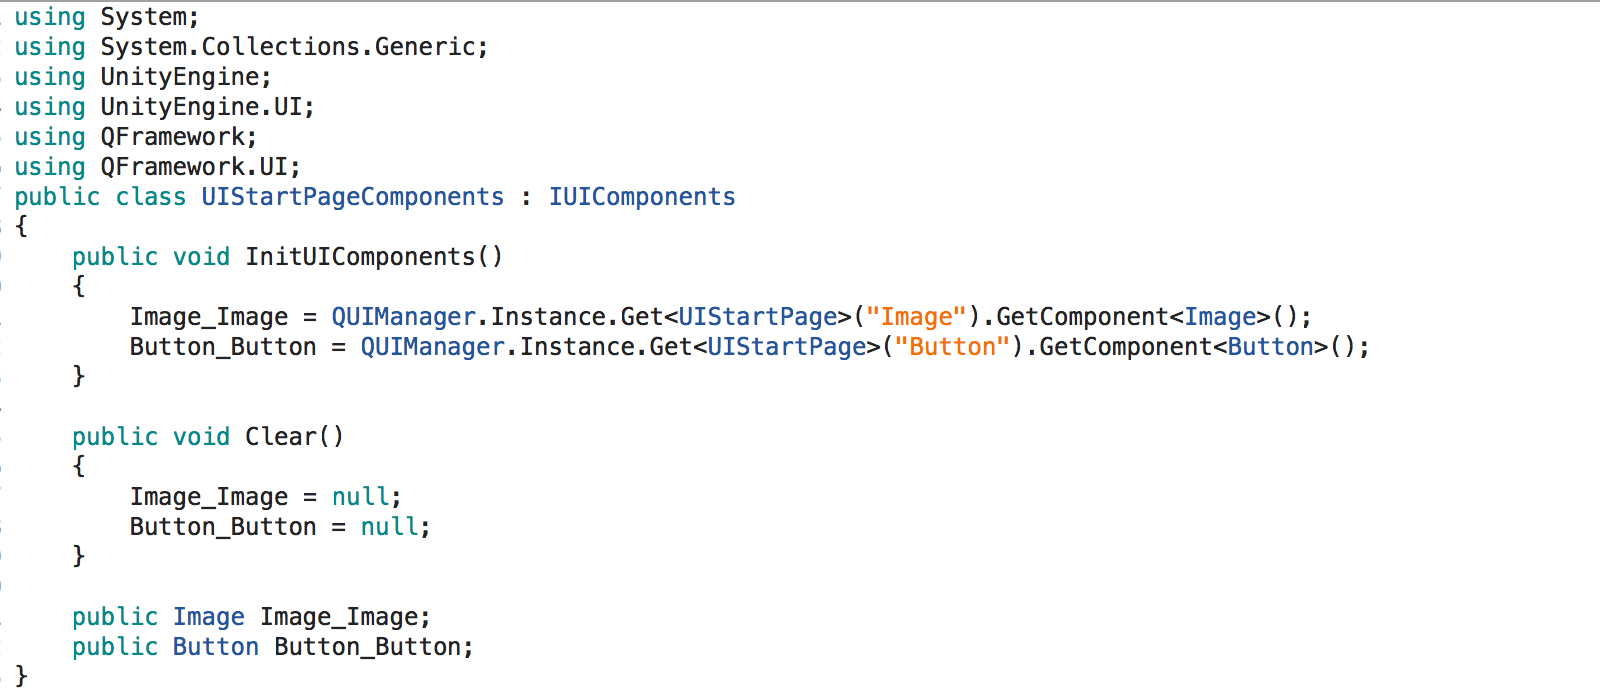 using System;
using System.Collections.Generic;
using UnityEngine;
using UnityEngine.UI;
using QFramework;
using QFramework.UI;
public class UIStartPageComponents : IUIComponents
{
    public void InitUIComponents()
    {
        Image_Image = QUIManager.Instance.Get<UIStartPage>("Image").GetComponent<Image>();
        Button_Button = QUIManager.Instance.Get<UIStartPage>("Button").GetComponent<Button>();
    }

    public void Clear()
    {
        Image_Image = null;
        Button_Button = null;
    }

    public Image Image_Image;
    public Button Button_Button;
}